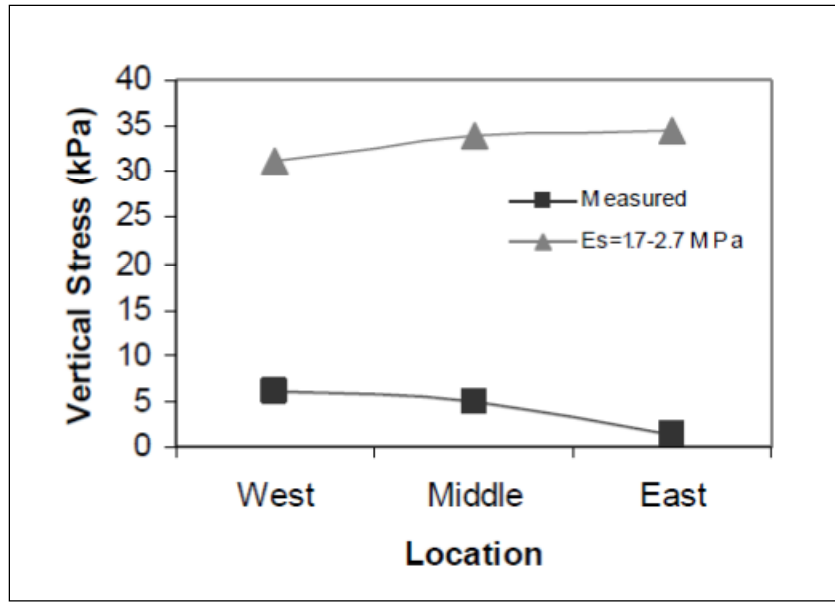 40
35
30
25
20
15
10
5
0
Vertical Stress (kPa)
Measured
Es=1.7-2.7 MPa
West Middle East
Location